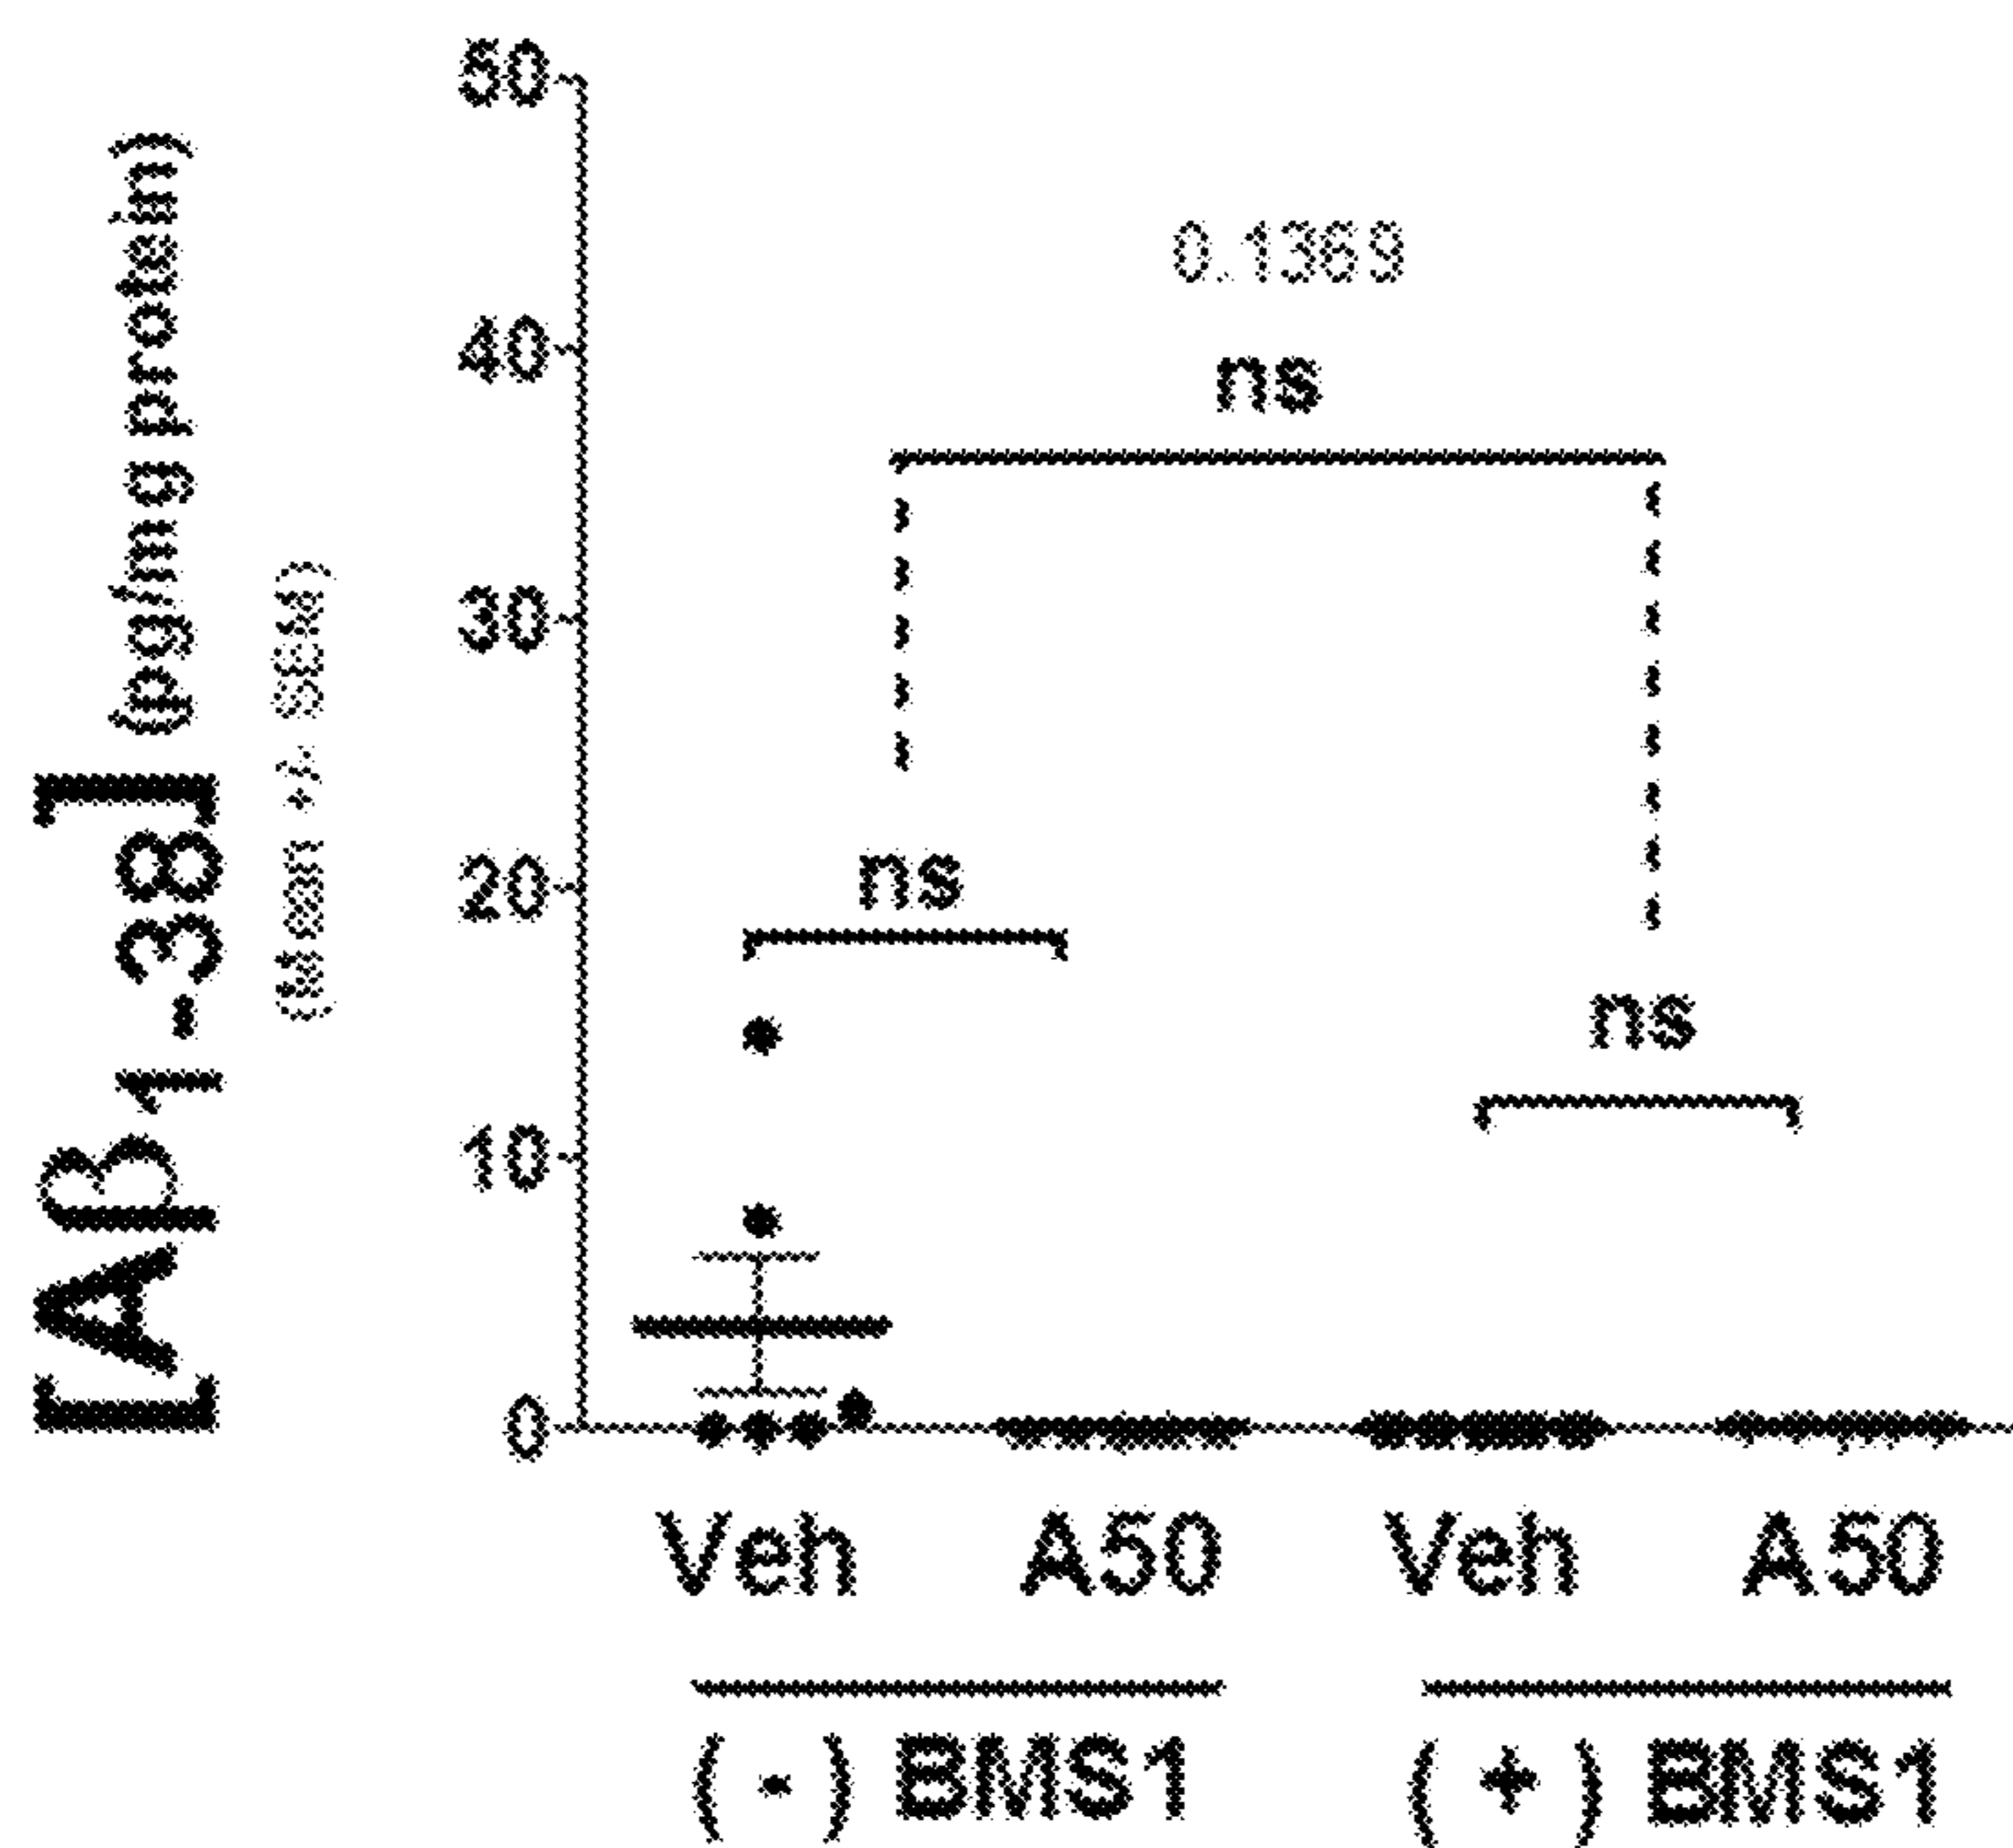 [Aβ1-38] (pg/mg protein)
(Mean +/- SEM)
50
40
30
20
10
0
0.1369
ns
ns
ns
Veh A50 Veh A50
(-) BMS1 (+) BMS1